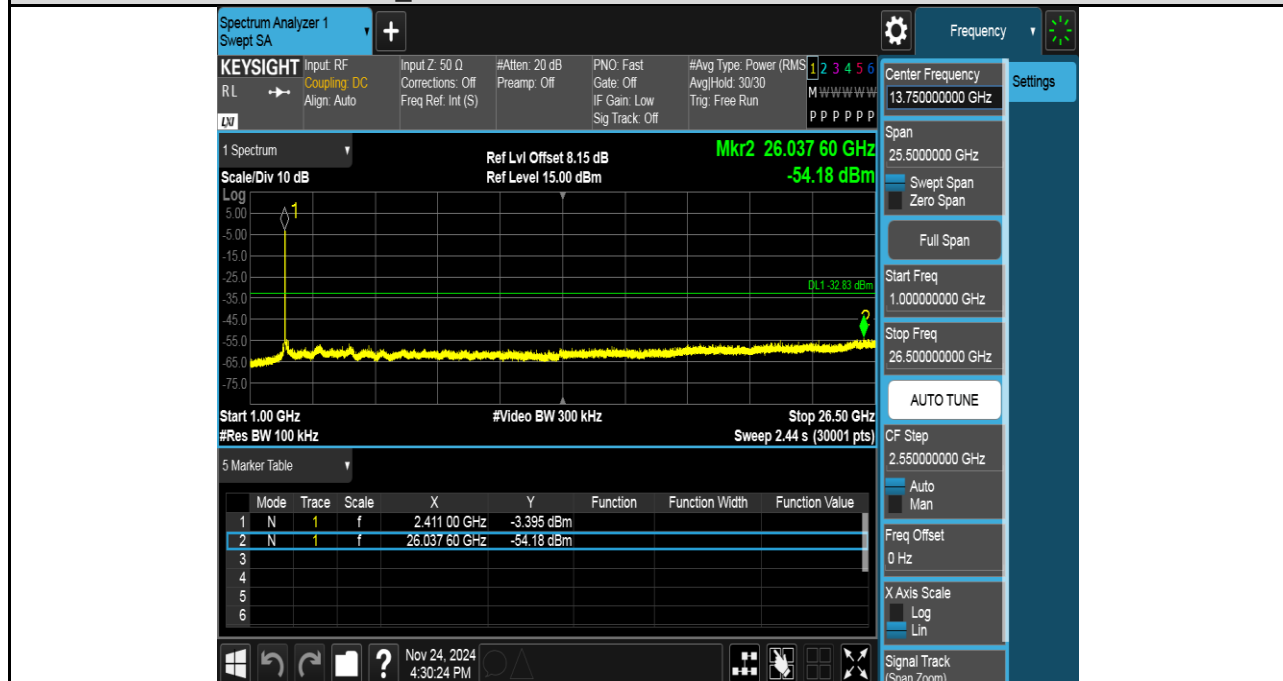 Spectrum Analyzer 1
Swept SA
+
Frequency
KEYSIGHT
RL
LXI
Input: RF
Coupling: DC
Align: Auto
Input Z: 50 Ω
Corrections: Off
Freq Ref: Int (S)
#Atten: 20 dB
Preamp: Off
PNO: Fast
Gate: Off
IF Gain: Low
Sig Track: Off
#Avg Type: Power (RMS
Avg|Hold: 30/30
Trig: Free Run
1 2 3 4 5 6
M W W W W W
P P P P P P
1 Spectrum
Scale/Div 10 dB
Ref Lvl Offset 8.15 dB
Ref Level 15.00 dBm
Mkr2 26.037 60 GHz
-54.18 dBm
Log
5.00
-5.00
-15.0
-25.0
-35.0
-45.0
-55.0
-65.0
-75.0
1
DL1 -32.83 dBm
2
Start 1.00 GHz
#Video BW 300 kHz
Stop 26.50 GHz
#Res BW 100 kHz
Sweep 2.44 s (30001 pts)
5 Marker Table
Mode Trace Scale X Y Function Function Width Function Value
1 N 1 f 2.411 00 GHz -3.395 dBm
2 N 1 f 26.037 60 GHz -54.18 dBm
3
4
5
6
?
Nov 24, 2024
4:30:24 PM
Center Frequency
13.750000000 GHz
Settings
Span
25.5000000 GHz
Swept Span
Zero Span
Full Span
Start Freq
1.000000000 GHz
Stop Freq
26.500000000 GHz
AUTO TUNE
CF Step
2.550000000 GHz
Auto
Man
Freq Offset
0 Hz
X Axis Scale
Log
Lin
Signal Track
(Span Zoom)